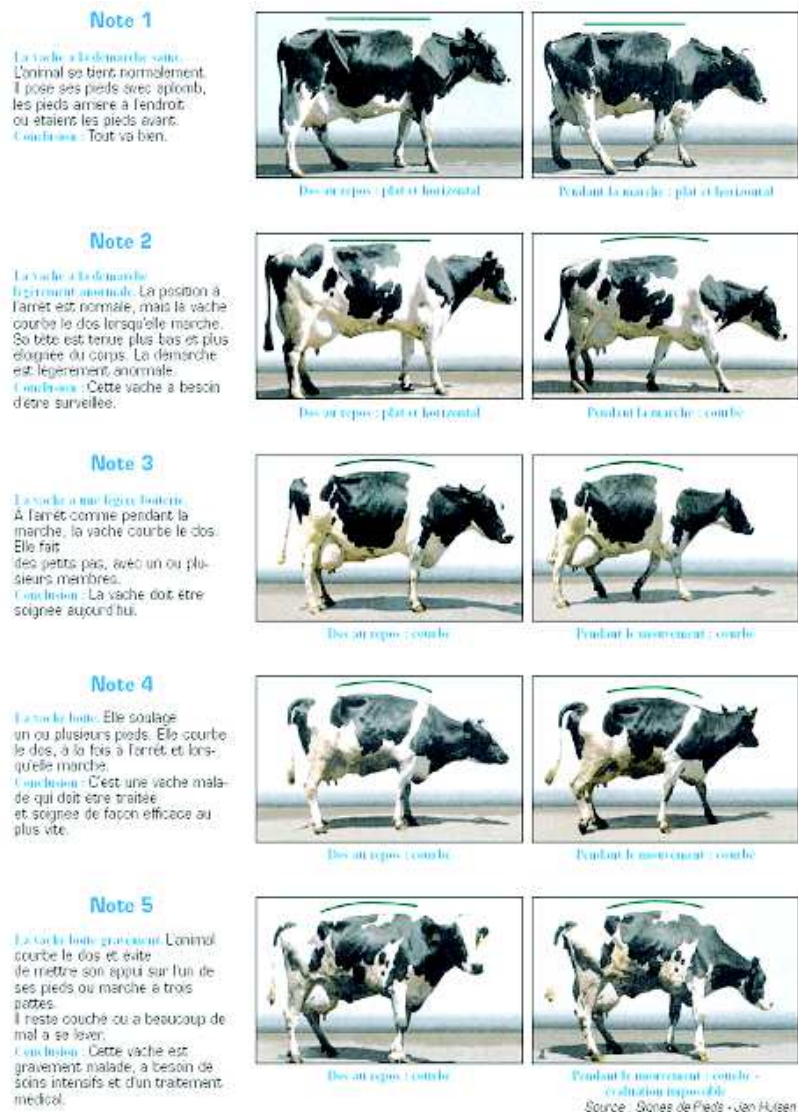 Note 1
La vache a la démarche saine.
L'animal se tient normalement.
Il pose ses pieds avec aplomb,
les pieds arriere à l'endroit
ou étaient les pieds avant.
Conclusion : Tout va bien.
Dos au repos : plat et horizontal
Pendant la marche : plat et horizontal
Note 2
La vache a la démarche
légèrement anormale. La position à
l'arrêt est normale, mais la vache
courbe le dos lorsqu'elle marche.
Sa tête est tenue plus bas et plus
éloignée du corps. La démarche
est légèrement anormale.
Conclusion : Cette vache a besoin
d'être surveillée.
Dos au repos : plat et horizontal
Pendant la marche : courbé
Note 3
La vache a une légère boiterie.
À l'arrêt comme pendant la
marche, la vache courbe le dos.
Elle fait
des petits pas, avec un ou plu-
sieurs membres.
Conclusion : La vache doit être
soignée aujourd'hui.
Dos au repos : courbé
Pendant le mouvement : courbé
Note 4
La vache boite. Elle soulage
un ou plusieurs pieds. Elle courbe
le dos, à la fois à l'arrêt et lors-
qu'elle marche.
Conclusion : C'est une vache mala-
de qui doit être traitée
et soignée de façon efficace au
plus vite.
Dos au repos : courbé
Pendant le mouvement : courbé
Note 5
La vache boite gravement. L'animal
courbe le dos et évite
de mettre son appui sur l'un de
ses pieds ou marche à trois
pattes.
Il reste couché ou a beaucoup de
mal a se lever.
Conclusion : Cette vache est
gravement malade, a besoin de
soins intensifs et d'un traitement
médical.
Dos au repos : courbé
Pendant le mouvement : courbé -
évaluation impossible
Source : Signes de Pieds - Jan Hulsen